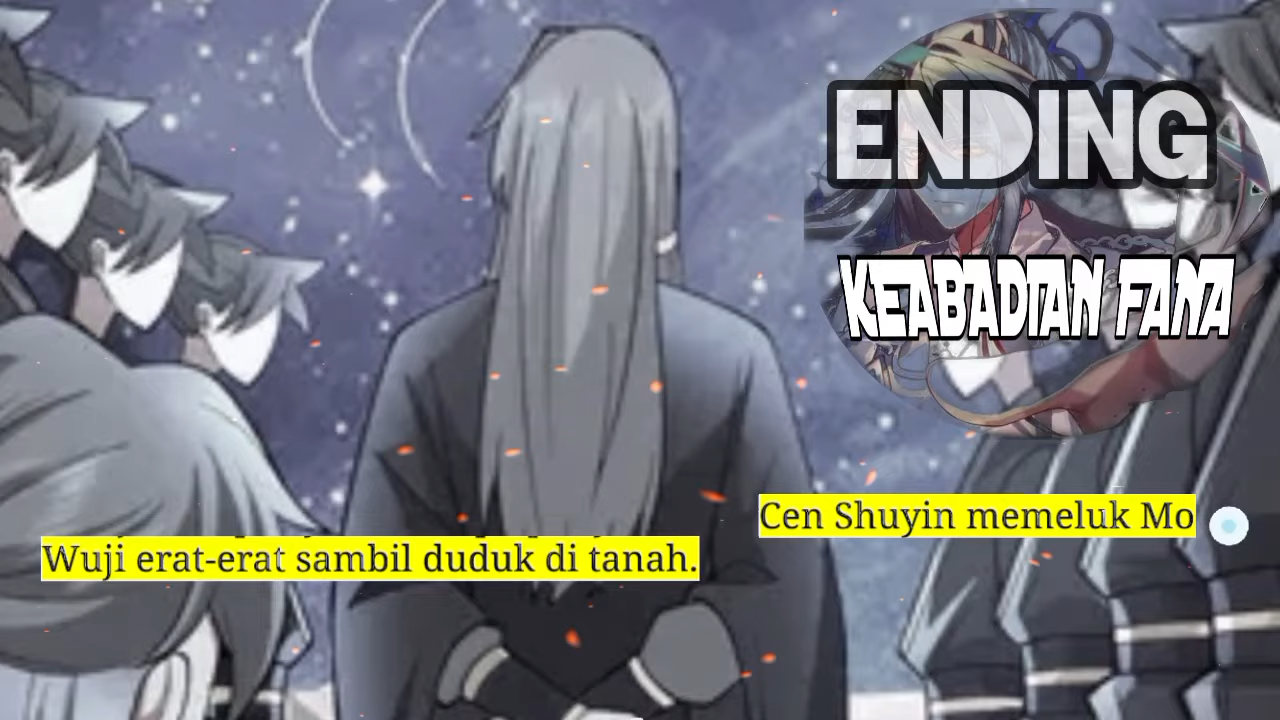 ENDING
KEABADIAN FANA
Cen Shuyin memeluk Mo
Wuji erat-erat sambil duduk di tanah.